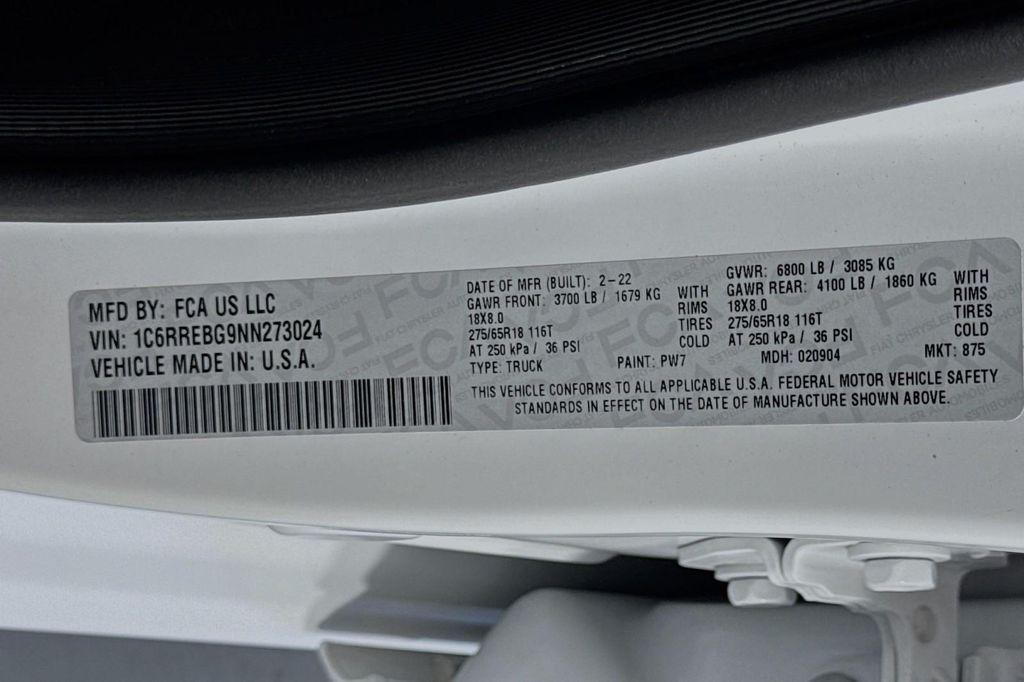 MFD BY: FCA US LLC
VIN: 1C6RREBG9NN273024
VEHICLE MADE IN: U.S.A.
DATE OF MFR (BUILT): 2-22
GAWR FRONT: 3700 LB / 1679 KG WITH
18X8.0 RIMS
275/65R18 116T TIRES
AT 250 kPa / 36 PSI COLD
TYPE: TRUCK PAINT: PW7
GVWR: 6800 LB / 3085 KG
GAWR REAR: 4100 LB / 1860 KG WITH
18X8.0 RIMS
275/65R18 116T TIRES
AT 250 kPa / 36 PSI COLD
MDH: 020904 MKT: 875
THIS VEHICLE CONFORMS TO ALL APPLICABLE U.S.A. FEDERAL MOTOR VEHICLE SAFETY
STANDARDS IN EFFECT ON THE DATE OF MANUFACTURE SHOWN ABOVE.